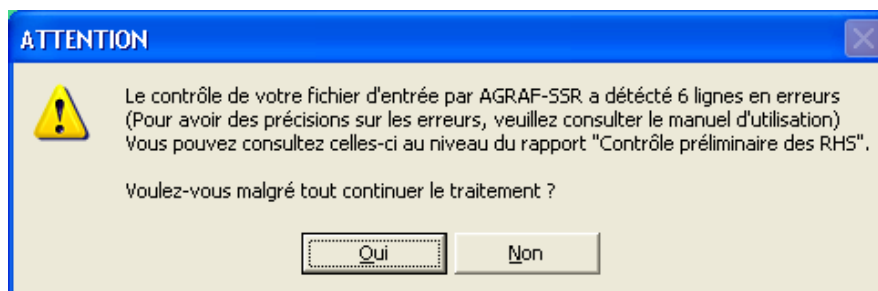 ATTENTION
Le contrôle de votre fichier d'entrée par AGRAF-SSR a détécté 6 lignes en erreurs
(Pour avoir des précisions sur les erreurs, veuillez consulter le manuel d'utilisation)
Vous pouvez consultez celles-ci au niveau du rapport "Contrôle préliminaire des RHS".
Voulez-vous malgré tout continuer le traitement ?
Oui Non